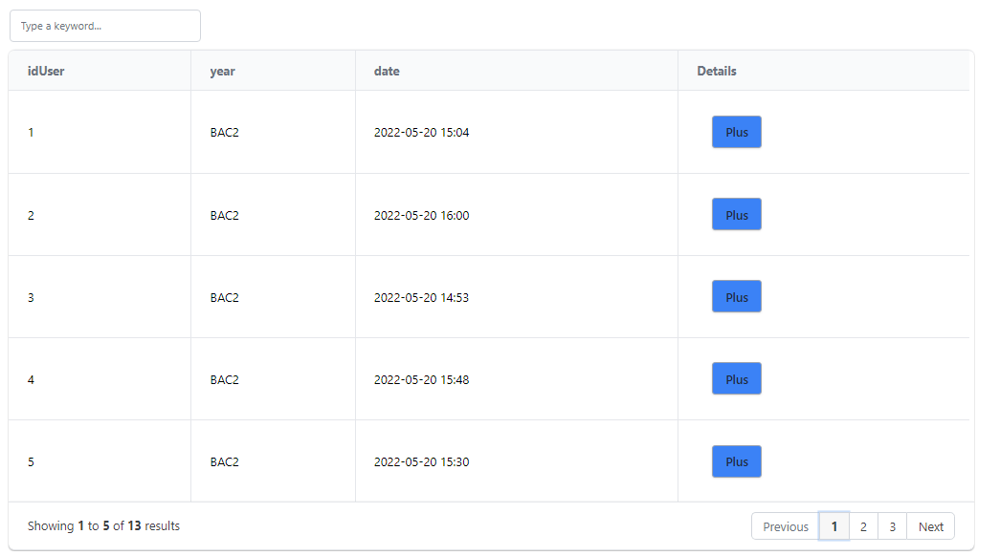 Type a keyword...
idUser year date Details
1 BAC2 2022-05-20 15:04 Plus
2 BAC2 2022-05-20 16:00 Plus
3 BAC2 2022-05-20 14:53 Plus
4 BAC2 2022-05-20 15:48 Plus
5 BAC2 2022-05-20 15:30 Plus
Showing 1 to 5 of 13 results Previous 1 2 3 Next